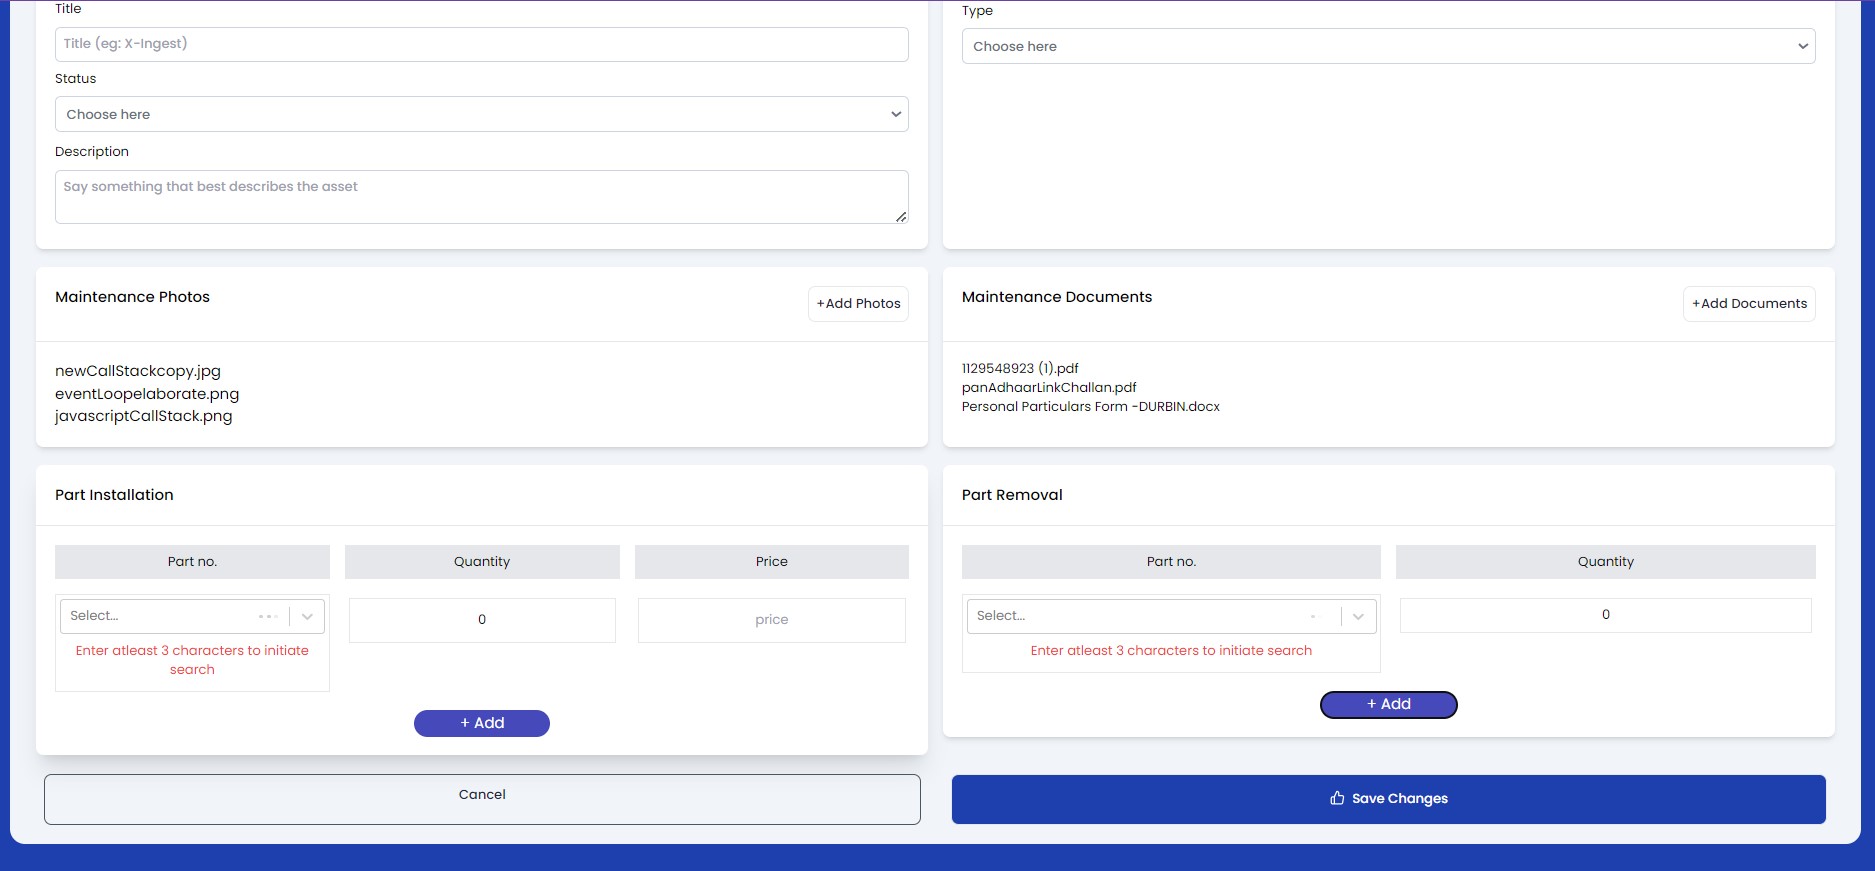 Title
Title (eg: X-Ingest)
Status
Choose here
Description
Say something that best describes the asset
Type
Choose here
Maintenance Photos
+Add Photos
newCallStackcopy.jpg
eventLoopelaborate.png
javascriptCallStack.png
Maintenance Documents
+Add Documents
1129548923 (1).pdf
panAdhaarLinkChallan.pdf
Personal Particulars Form -DURBIN.docx
Part Installation
Part no.
Quantity
Price
Select...
0
price
Enter atleast 3 characters to initiate
search
+ Add
Part Removal
Part no.
Quantity
Select...
0
Enter atleast 3 characters to initiate search
+ Add
Cancel
Save Changes